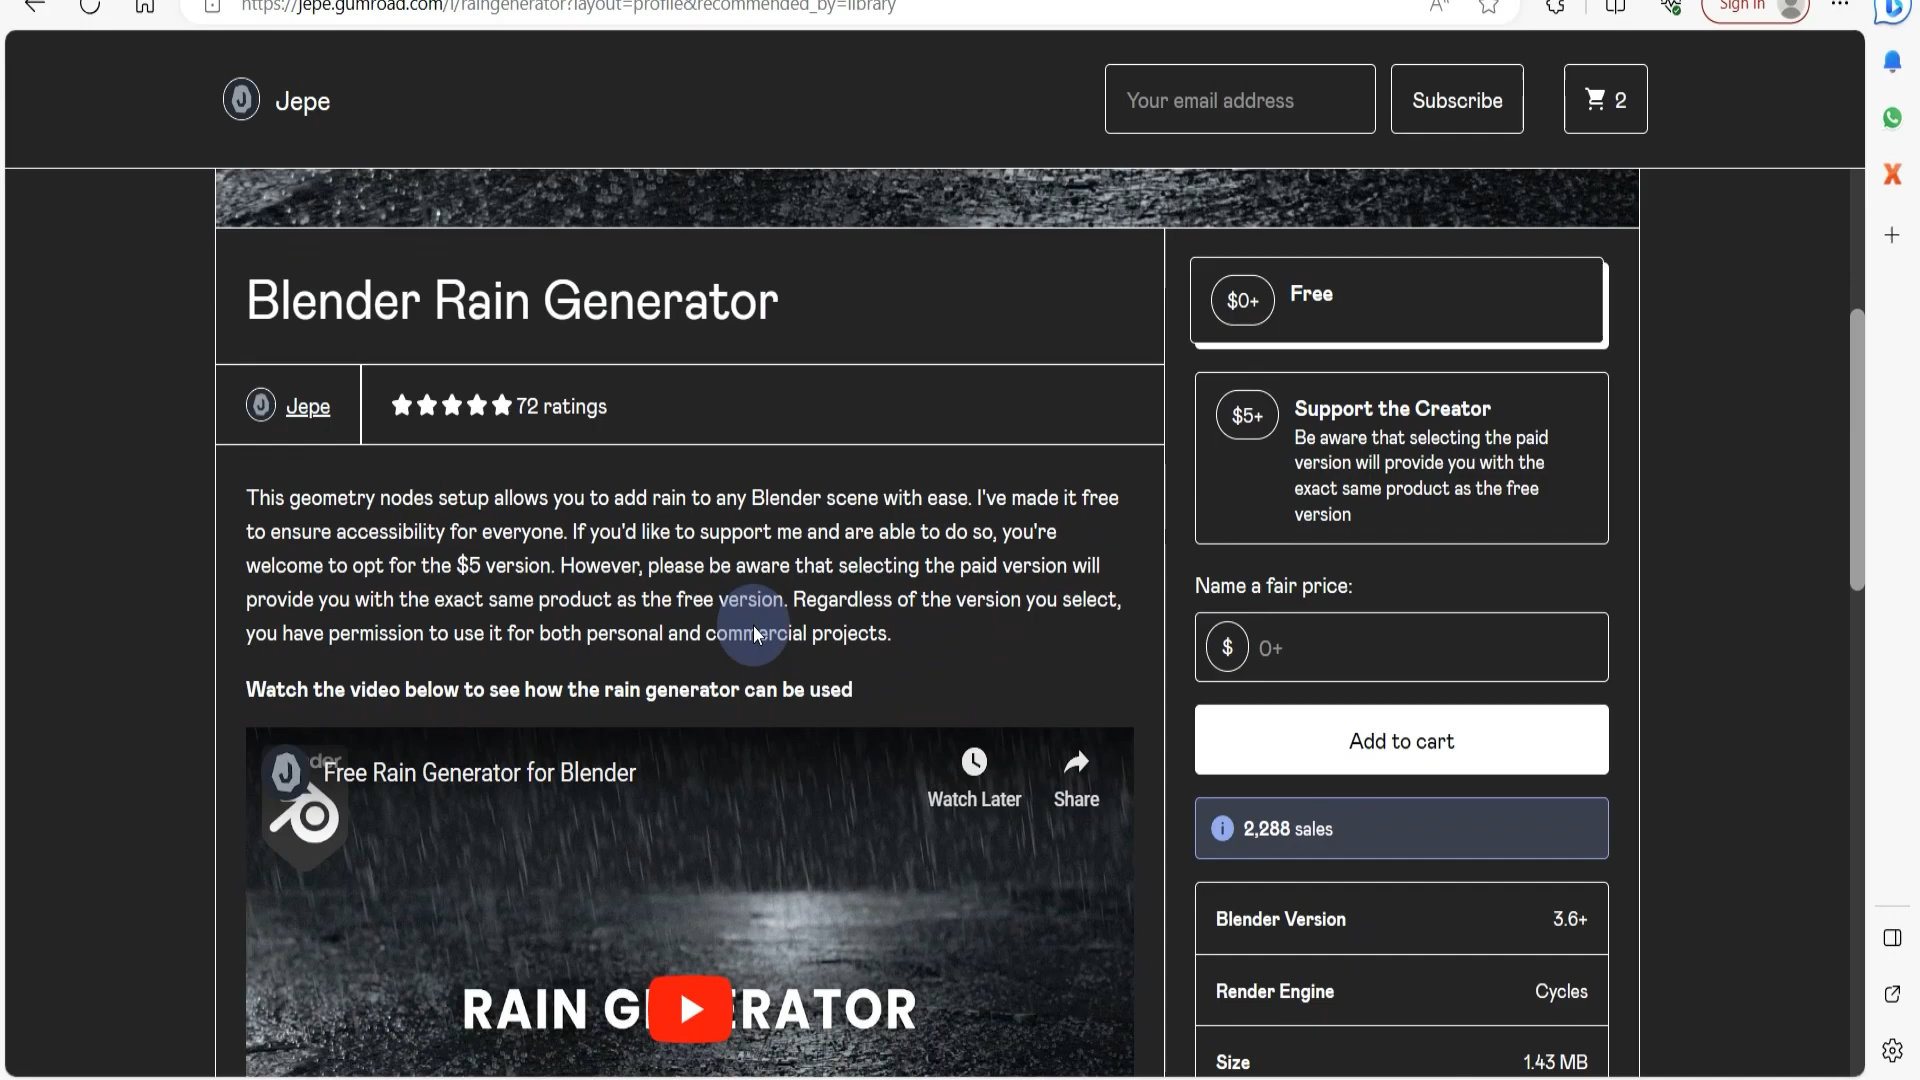 https://jepe.gumroad.com/l/raingenerator?layout=profile&recommended_by=library
Sign in
Jepe
Your email address
Subscribe
2
Blender Rain Generator
Jepe
72 ratings
This geometry nodes setup allows you to add rain to any Blender scene with ease. I've made it free
to ensure accessibility for everyone. If you'd like to support me and are able to do so, you're
welcome to opt for the $5 version. However, please be aware that selecting the paid version will
provide you with the exact same product as the free version. Regardless of the version you select,
you have permission to use it for both personal and commercial projects.
Watch the video below to see how the rain generator can be used
Free Rain Generator for Blender
Watch Later
Share
$0+
Free
$5+
Support the Creator
Be aware that selecting the paid
version will provide you with the
exact same product as the free
version
Name a fair price:
$
0+
Add to cart
2,288 sales
Blender Version 3.6+
Render Engine Cycles
Size 1.43 MB